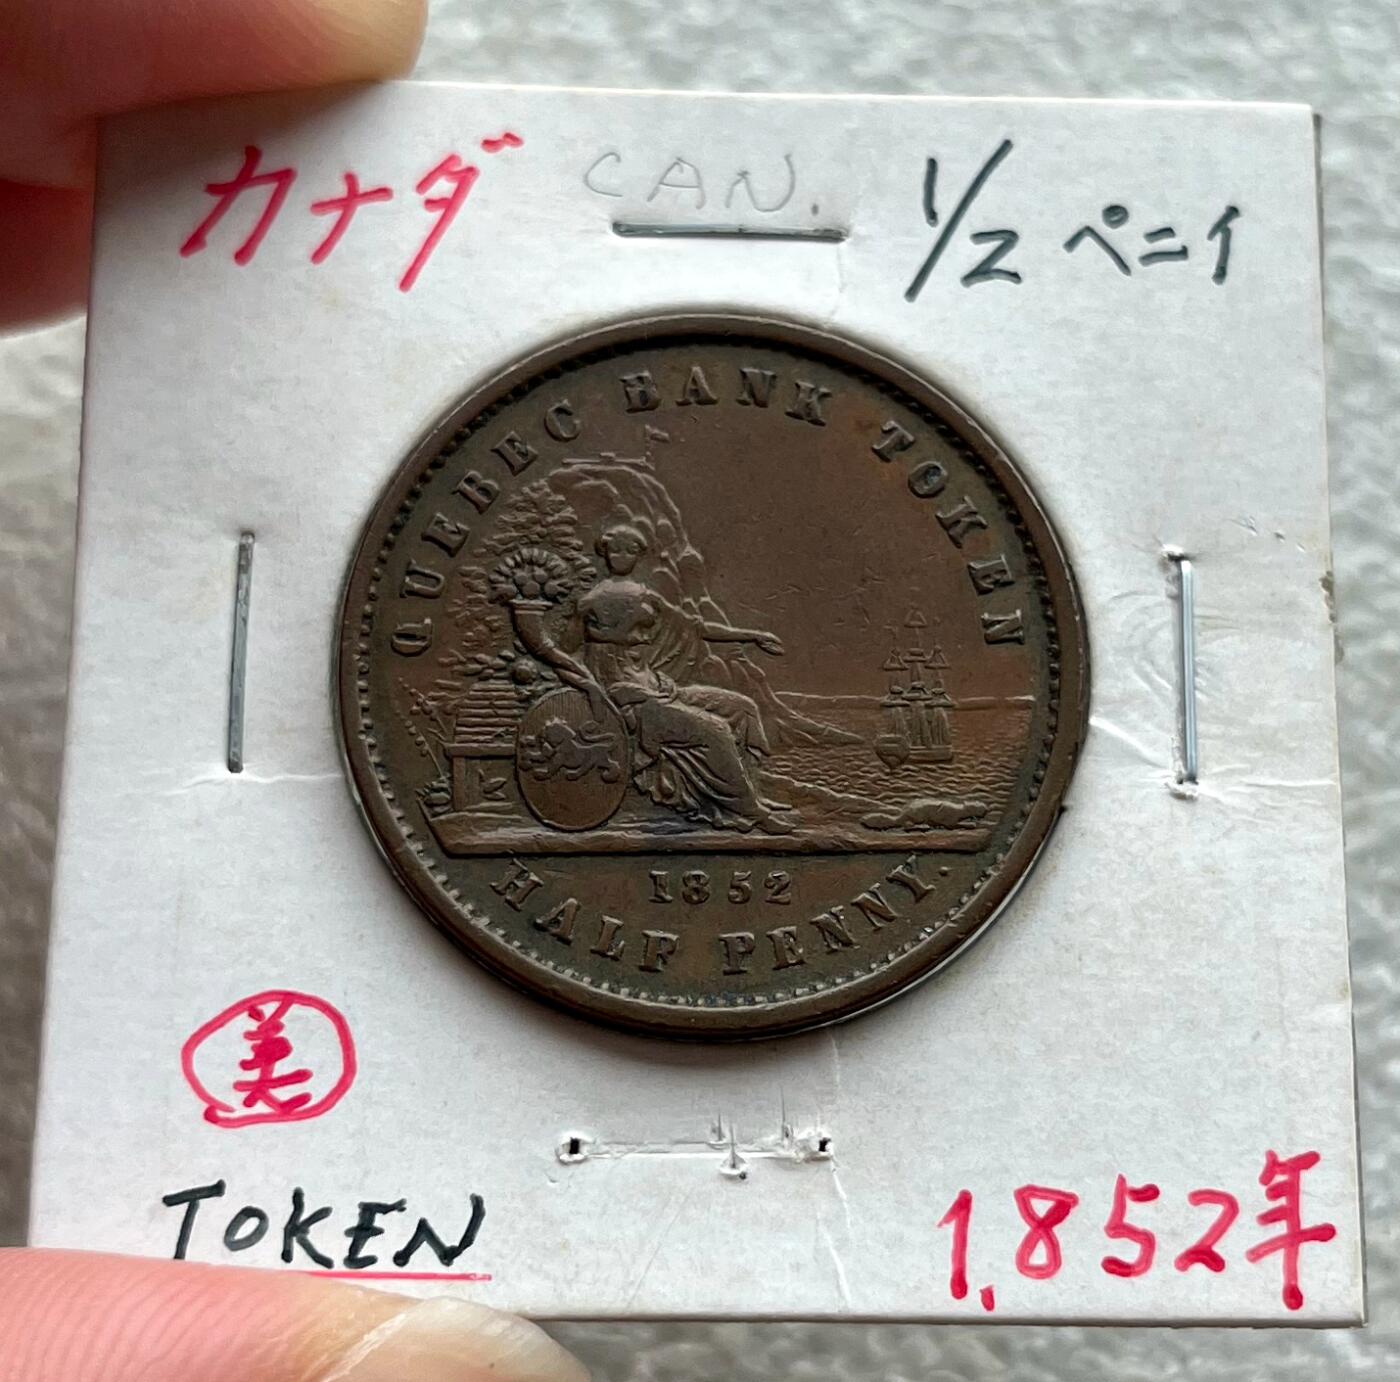 カナダ CAN. 1/2 ペニイ
QUEBEC BANK TOKEN
1852
HALF PENNY.
美
TOKEN
1,852年